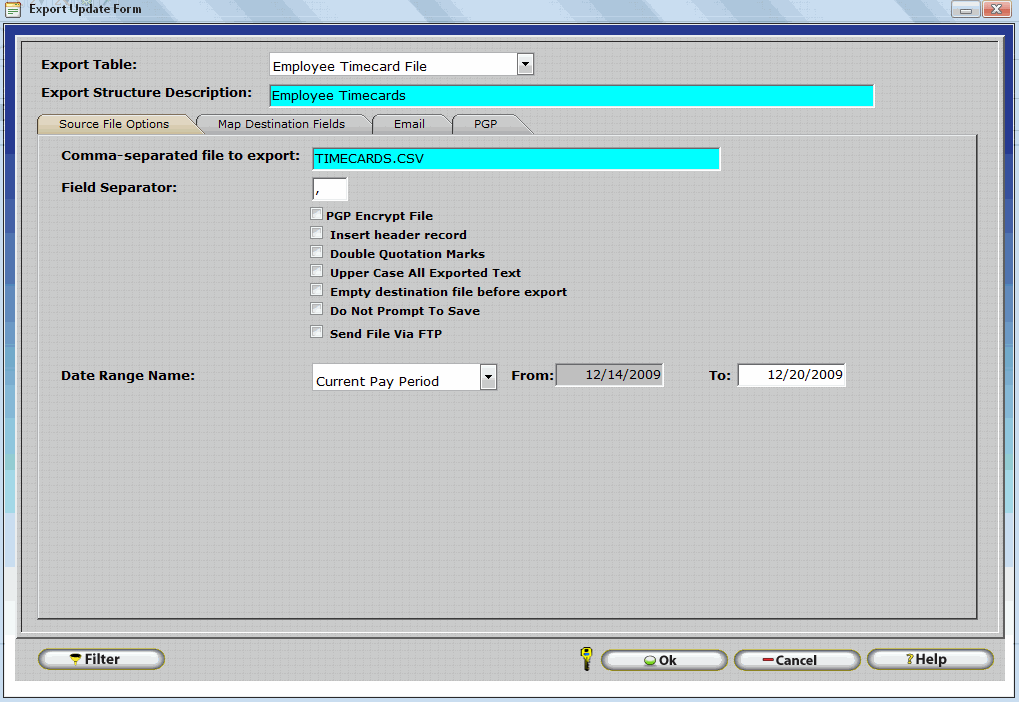 Export Update Form
Export Table: Employee Timecard File
Export Structure Description: Employee Timecards
Source File Options Map Destination Fields Email PGP
Comma-separated file to export: TIMECARDS.CSV
Field Separator: ,
PGP Encrypt File
Insert header record
Double Quotation Marks
Upper Case All Exported Text
Empty destination file before export
Do Not Prompt To Save
Send File Via FTP
Date Range Name: Current Pay Period From: 12/14/2009 To: 12/20/2009
Filter Ok Cancel ?Help